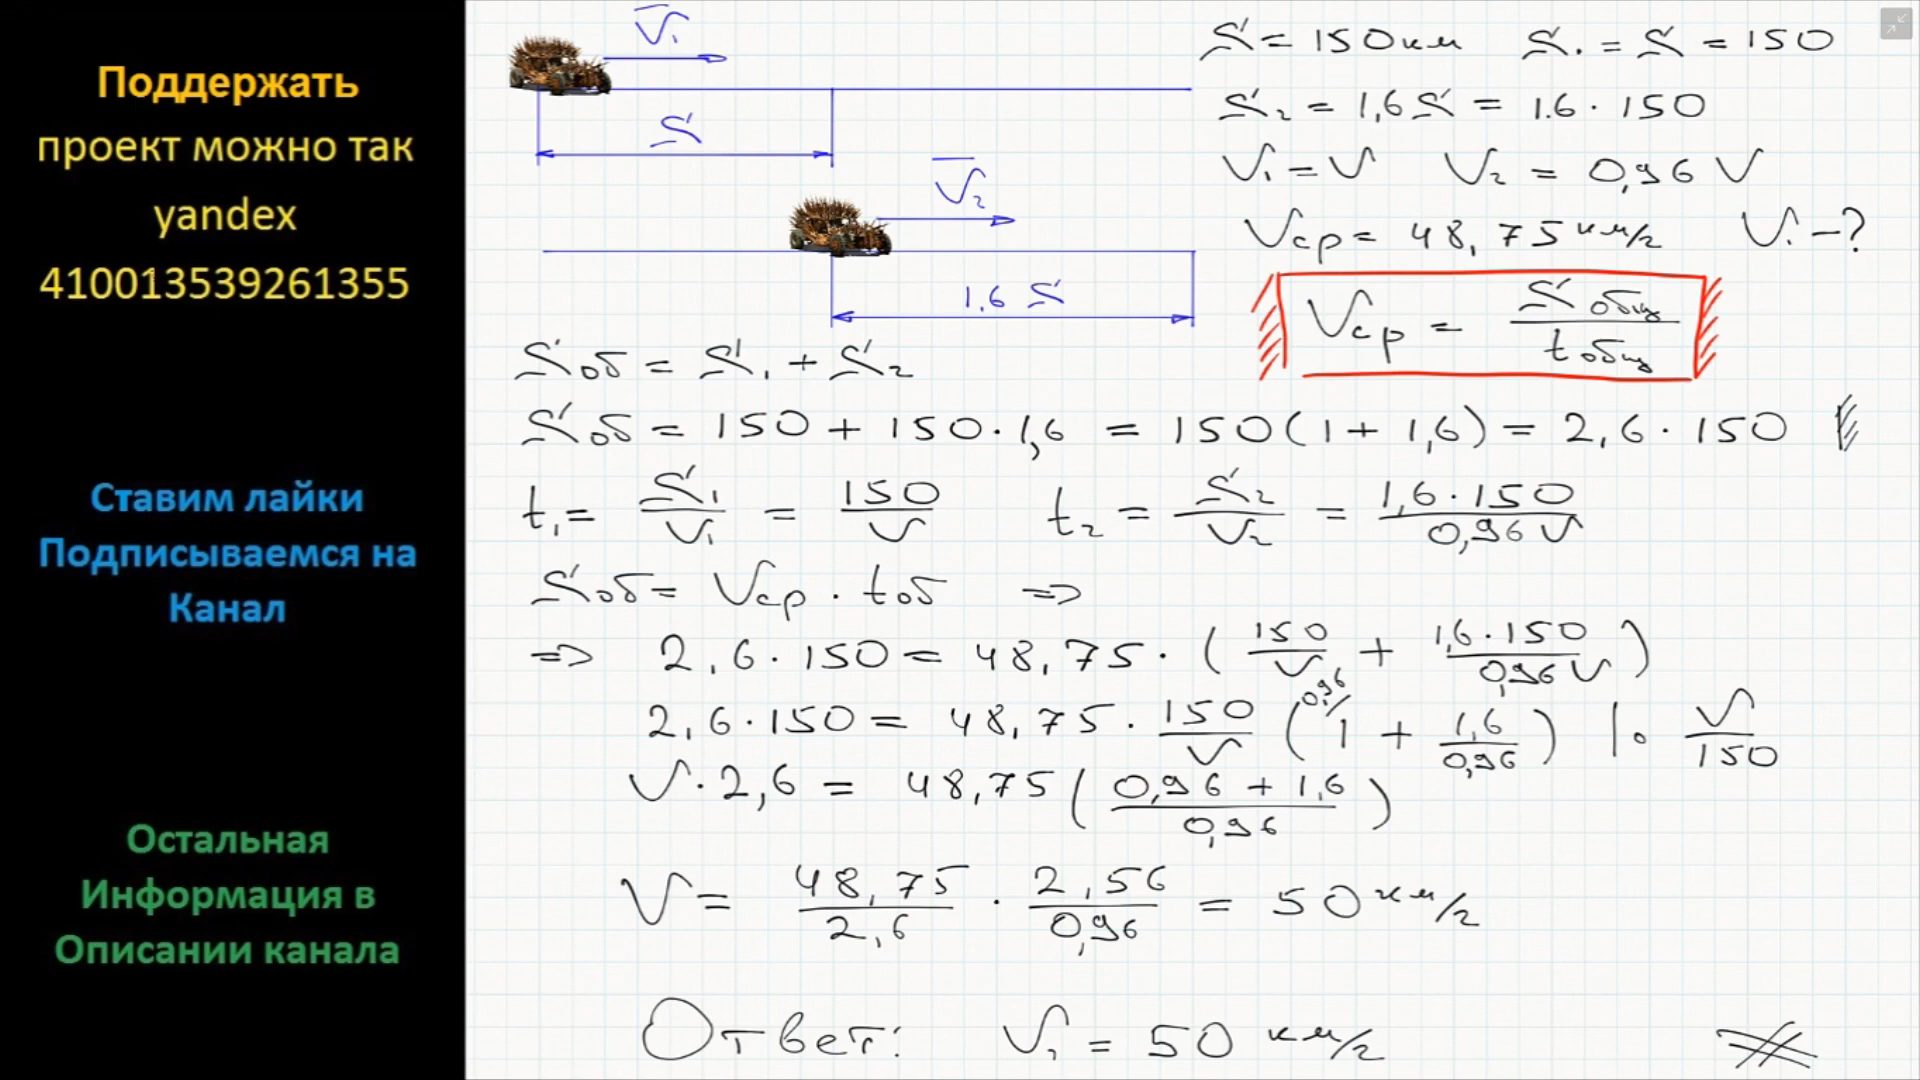 Поддержать
проект можно так
yandex
410013539261355
Ставим лайки
Подписываемся на
Канал
Остальная
Информация в
Описании канала
V₁
S
V₂
1,6 S
S = 150 км S₁ = S = 150
S₂ = 1,6 S = 1.6 · 150
V₁ = V V₂ = 0,96 V
Vср = 48,75 км/ч V₁ - ?
Vср = Sобщ / tобщ
Sоб = S₁ + S₂
Sоб = 150 + 150 · 1,6 = 150(1 + 1,6) = 2,6 · 150
t₁ = S₁/V₁ = 150/V t₂ = S₂/V₂ = 1,6 · 150 / 0,96 V
Sоб = Vср · tоб =>
=> 2,6 · 150 = 48,75 · (150/V + 1,6 · 150 / 0,96 V)
2,6 · 150 = 48,75 · 150/V (0,96/ 1 + 1,6/0,96) | · V/150
V · 2,6 = 48,75 (0,96 + 1,6 / 0,96)
V = 48,75/2,6 · 2,56/0,96 = 50 км/ч
Ответ: V₁ = 50 км/ч